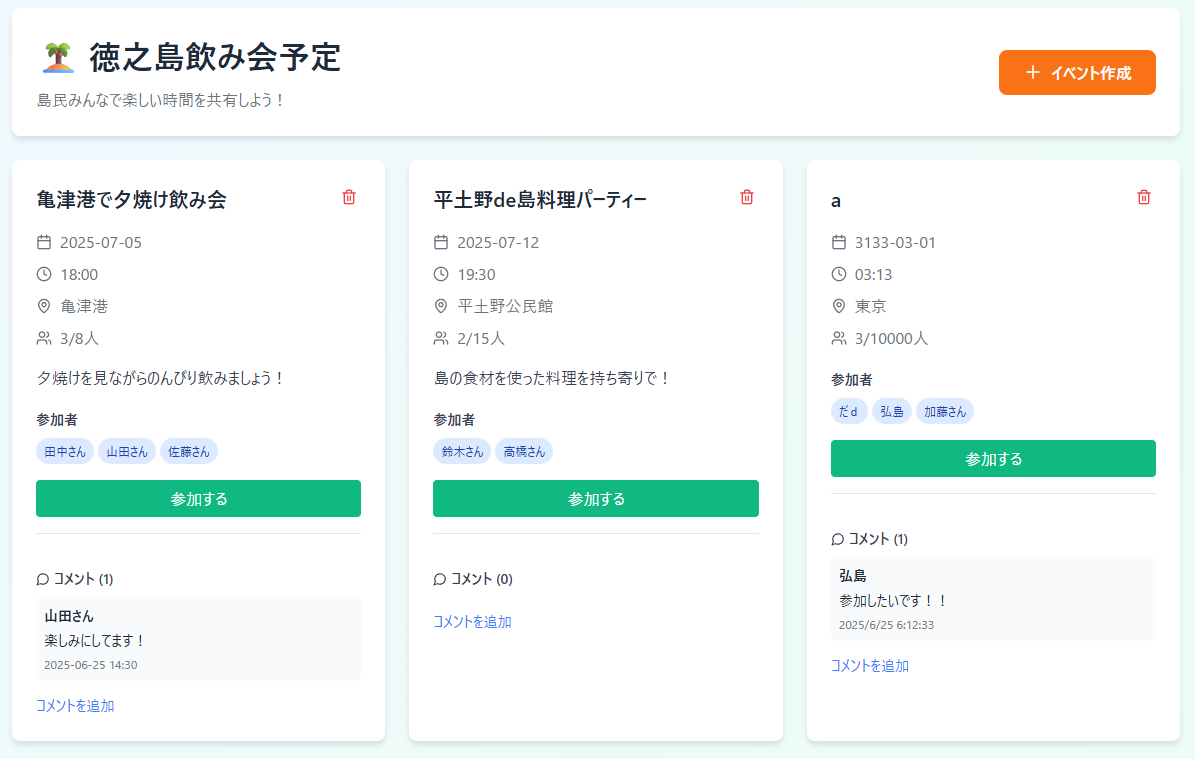 徳之島飲み会予定
島民みんなで楽しい時間を共有しよう！
イベント作成
亀津港で夕焼け飲み会
2025-07-05
18:00
亀津港
3/8人
夕焼けを見ながらのんびり飲みましょう！
参加者
田中さん 山田さん 佐藤さん
参加する
コメント (1)
山田さん
楽しみにしてます！
2025-06-25 14:30
コメントを追加
平土野de島料理パーティー
2025-07-12
19:30
平土野公民館
2/15人
島の食材を使った料理を持ち寄りで！
参加者
鈴木さん 高橋さん
参加する
コメント (0)
コメントを追加
a
3133-03-01
03:13
東京
3/10000人
参加者
だｄ 弘島 加藤さん
参加する
コメント (1)
弘島
参加したいです！！
2025/6/25 6:12:33
コメントを追加